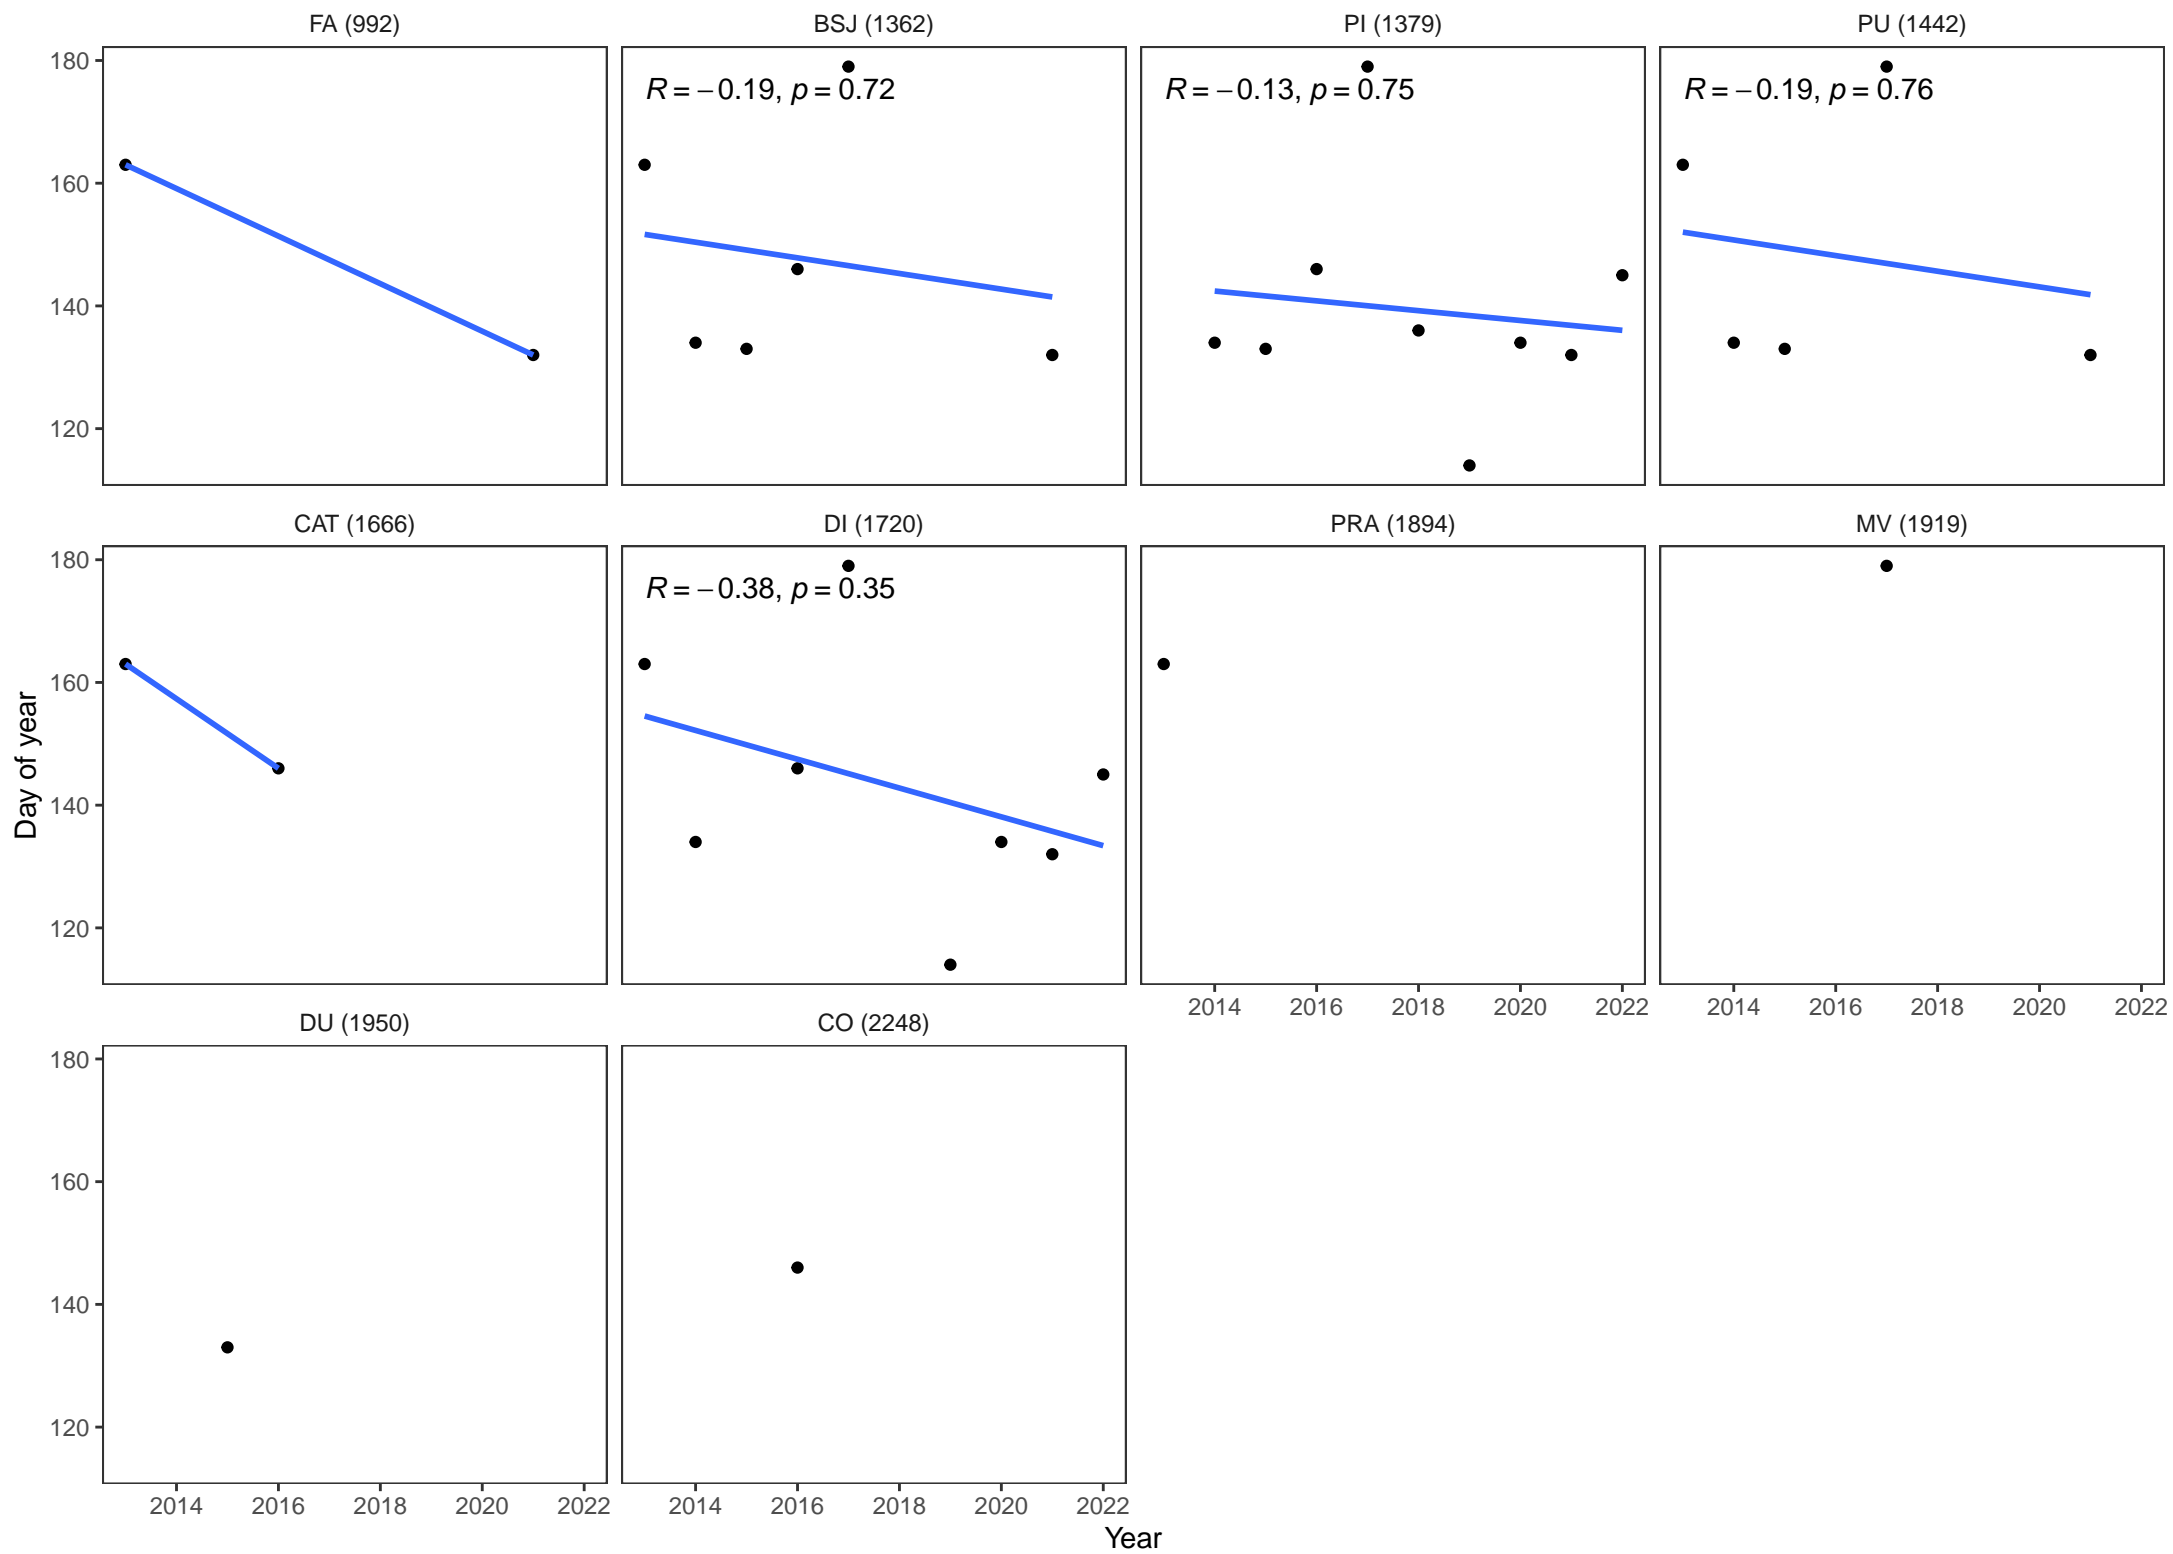 FA (992) BSJ (1362) PI (1379) PU (1442)
180
R = −0.19, p = 0.72 R = −0.13, p = 0.75 R = −0.19, p = 0.76
160
140
120
CAT (1666) DI (1720) PRA (1894) MV (1919)
180
R = −0.38, p = 0.35
160
140
120
2014 2016 2018 2020 2022 2014 2016 2018 2020 2022
DU (1950) CO (2248)
180
160
140
120
2014 2016 2018 2020 2022 2014 2016 2018 2020 2022
Year
Day of year